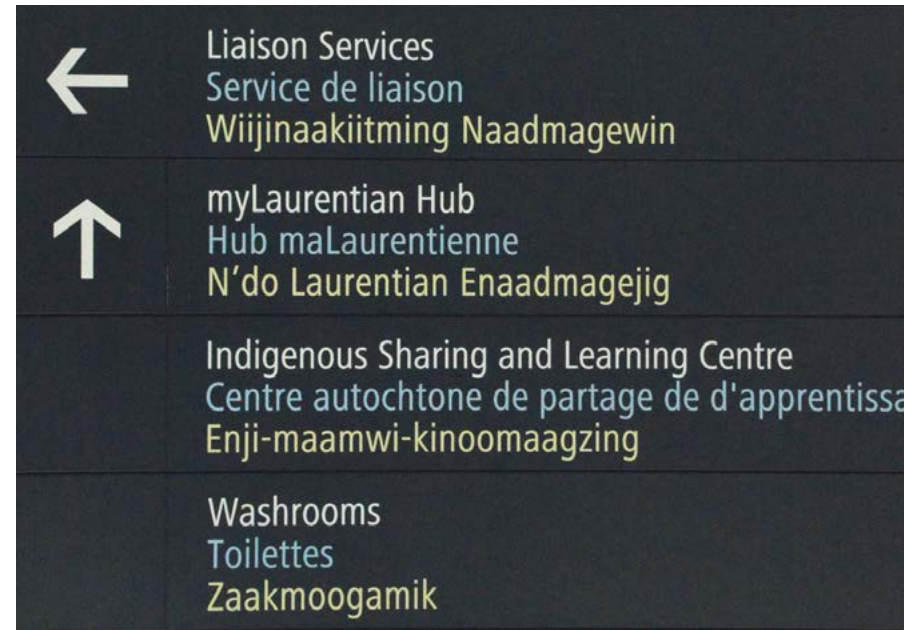 Liaison Services
Service de liaison
Wiijinaakiitming Naadmagewin
myLaurentian Hub
Hub maLaurentienne
N'do Laurentian Enaadmagejig
Indigenous Sharing and Learning Centre
Centre autochtone de partage de d'apprentissa
Enji-maamwi-kinoomaagzing
Washrooms
Toilettes
Zaakmoogamik